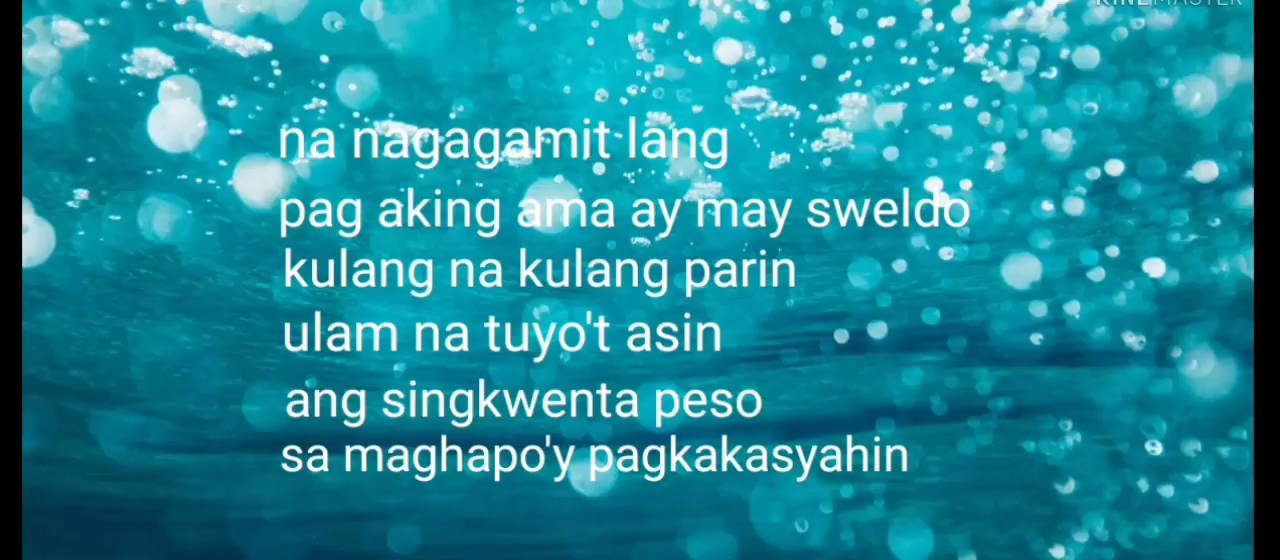 KINEMASTER
na nagagamit lang
pag aking ama ay may sweldo
kulang na kulang parin
ulam na tuyo't asin
ang singkwenta peso
sa maghapo'y pagkakasyahin